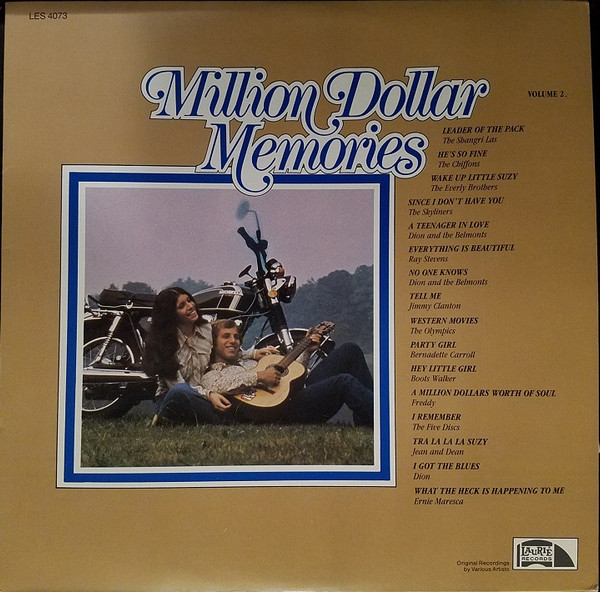 LES 4073
Million Dollar
Memories
VOLUME 2.
LEADER OF THE PACK
The Shangri Las
HE'S SO FINE
The Chiffons
WAKE UP LITTLE SUZY
The Everly Brothers
SINCE I DON'T HAVE YOU
The Skyliners
A TEENAGER IN LOVE
Dion and the Belmonts
EVERYTHING IS BEAUTIFUL
Ray Stevens
NO ONE KNOWS
Dion and the Belmonts
TELL ME
Jimmy Clanton
WESTERN MOVIES
The Olympics
PARTY GIRL
Bernadette Carroll
HEY LITTLE GIRL
Boots Walker
A MILLION DOLLARS WORTH OF SOUL
Freddy
I REMEMBER
The Five Discs
TRA LA LA LA SUZY
Jean and Dean
I GOT THE BLUES
Dion
WHAT THE HECK IS HAPPENING TO ME
Ernie Maresca
Original Recordings
by Various Artists
LAURIE
RECORDS